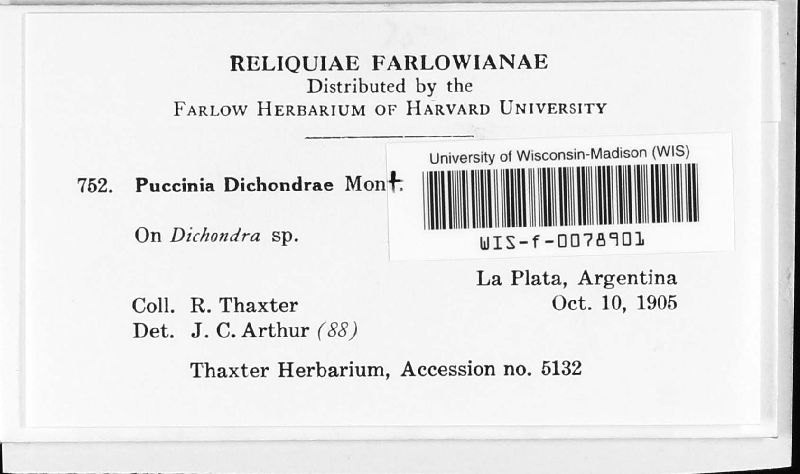 RELIQUIAE FARLOWIANAE
Distributed by the
FARLOW HERBARIUM OF HARVARD UNIVERSITY
University of Wisconsin-Madison (WIS)
WIS-f-0078901
752. Puccinia Dichondrae Mont.
On Dichondra sp.
La Plata, Argentina
Coll. R. Thaxter Oct. 10, 1905
Det. J. C. Arthur (88)
Thaxter Herbarium, Accession no. 5132